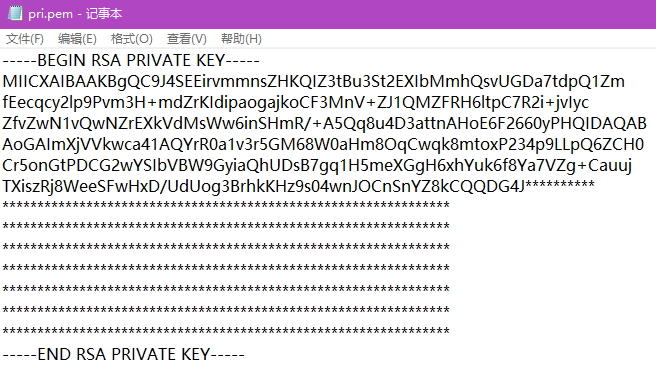 pri.pem - 记事本
文件(F) 编辑(E) 格式(O) 查看(V) 帮助(H)
-----BEGIN RSA PRIVATE KEY-----
MIICXAIBAAKBgQC9J4SEEirvmmnsZHKQIZ3tBu3St2EXIbMmhQsvUGDa7tdpQ1Zm
fEecqcy2lp9Pvm3H+mdZrKIdipaogajkoCF3MnV+ZJ1QMZFRH6ltpC7R2i+jvIyc
ZfvZwN1vQwNZrEXkVdMsWw6inSHmR/+A5Qq8u4D3attnAHoE6F2660yPHQIDAQAB
AoGAImXjVVkwca41AQYrR0a1v3r5GM68W0aHm8OqCwqk8mtoxP234p9LLpQ6ZCH0
Cr5onGtPDCG2wYSIbVBW9GyiaQhUDsB7gq1H5meXGgH6xhYuk6f8Ya7VZg+Cauuj
TXiszRj8WeeSFwHxD/UdUog3BrhkKHz9s04wnJOCnSnYZ8kCQQDG4J**********
****************************************************************
****************************************************************
****************************************************************
****************************************************************
****************************************************************
****************************************************************
****************************************************************
-----END RSA PRIVATE KEY-----